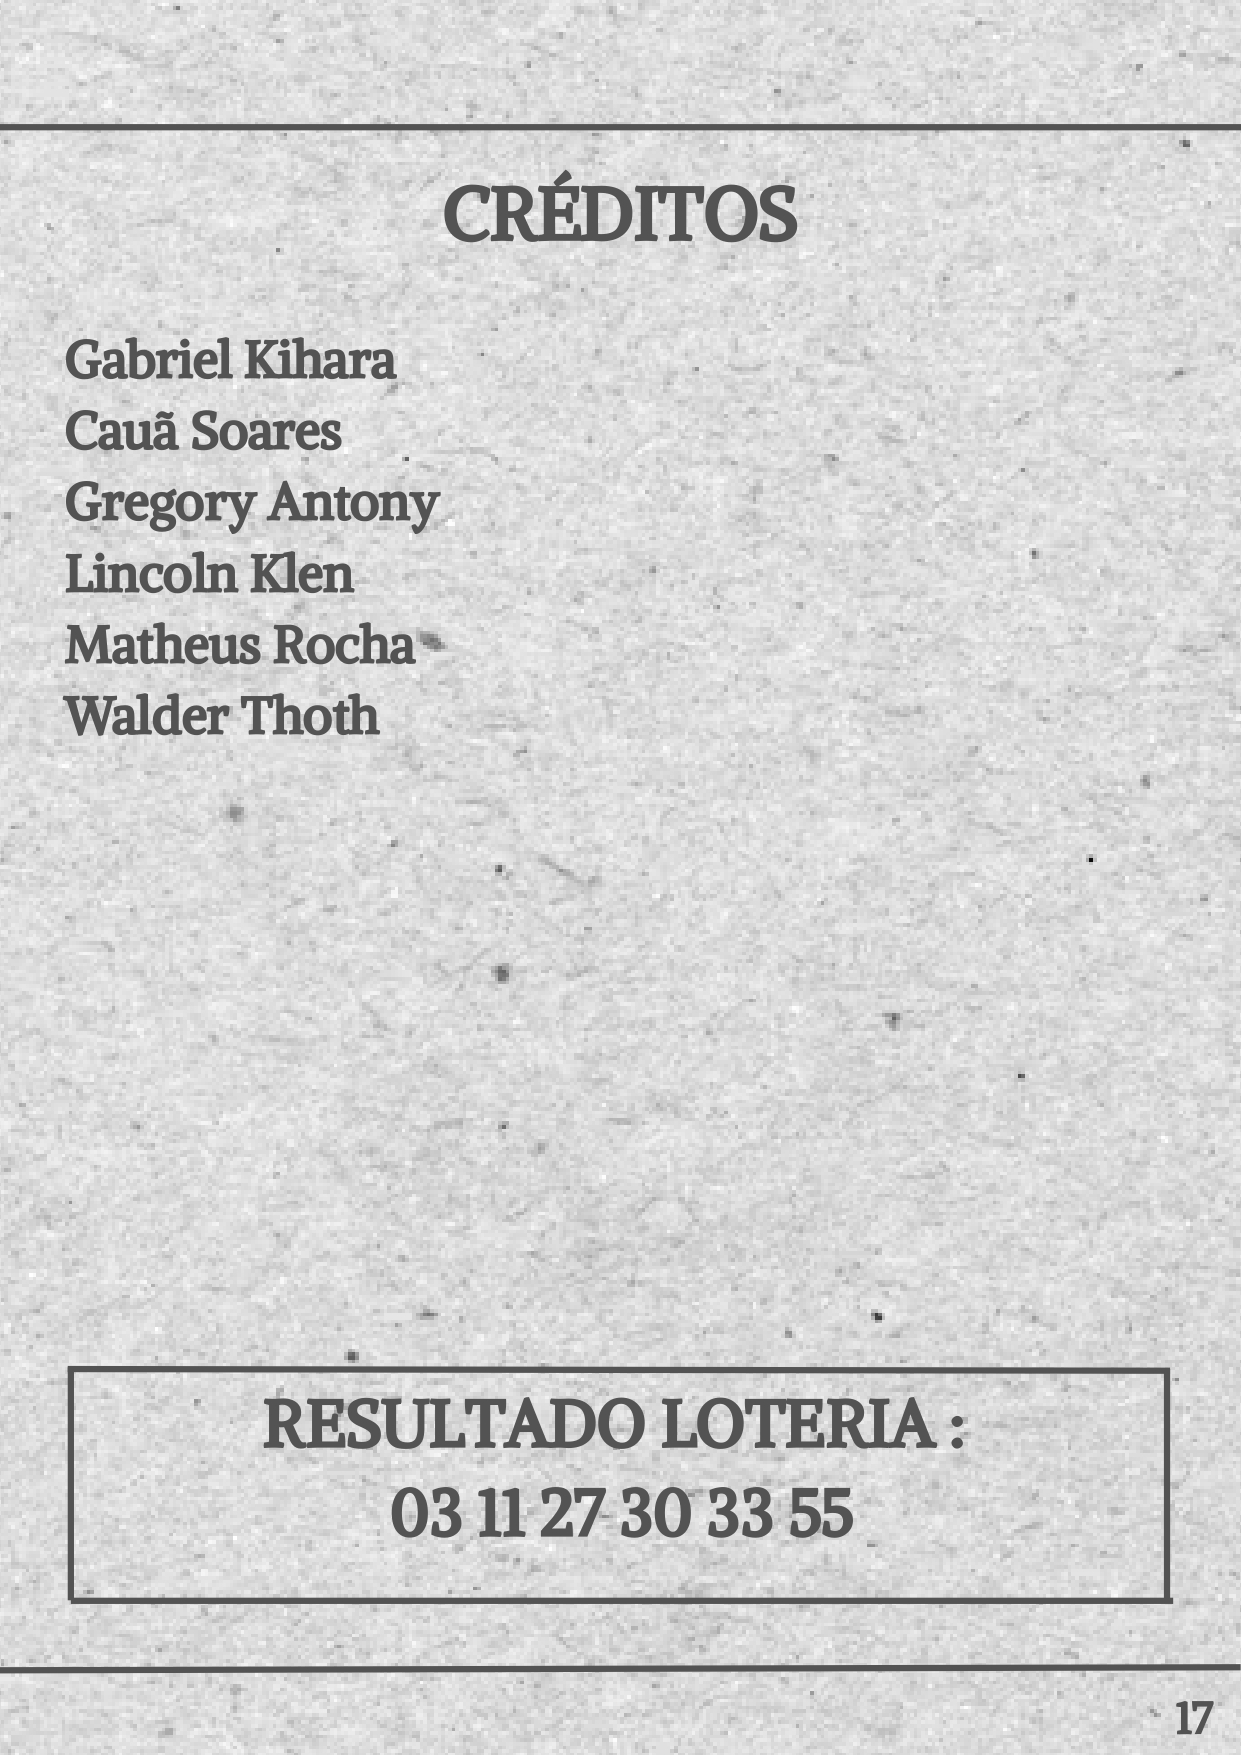 CRÉDITOS
Gabriel Kihara
Cauã Soares
Gregory Antony
Lincoln Klen
Matheus Rocha
Walder Thoth
RESULTADO LOTERIA :
03 11 27 30 33 55
17